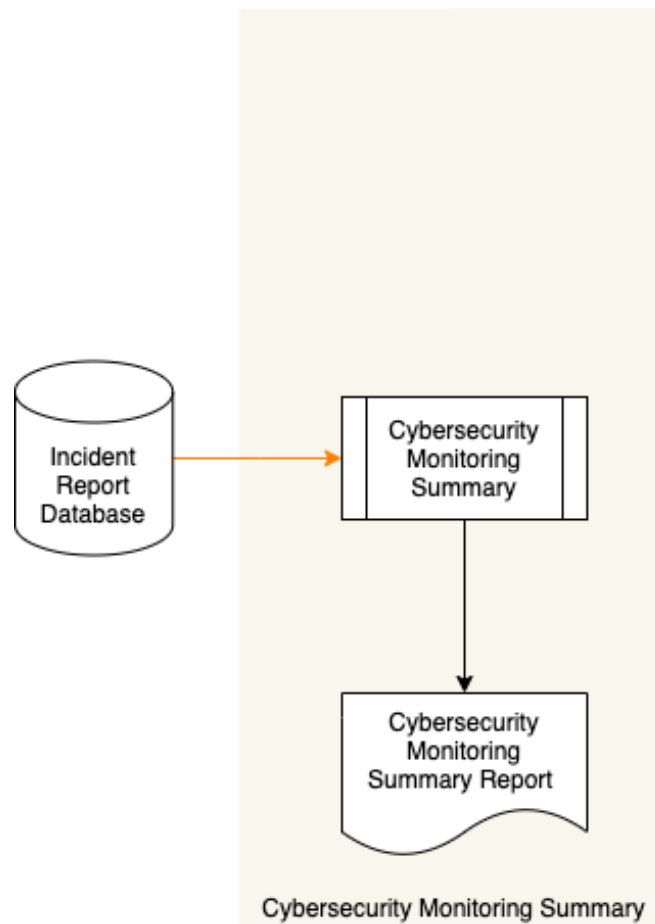 Incident
Report
Database
Cybersecurity
Monitoring
Summary
Cybersecurity
Monitoring
Summary Report
Cybersecurity Monitoring Summary